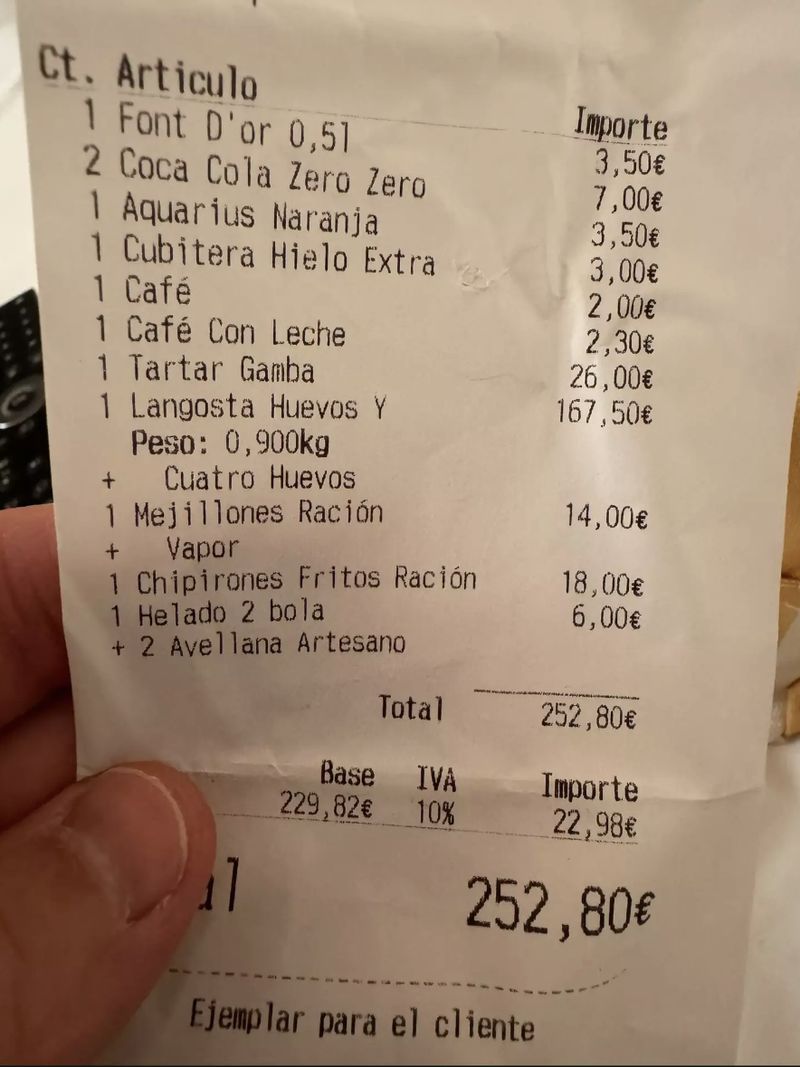 Ct. Articulo Importe
1 Font D'or 0,5l 3,50€
2 Coca Cola Zero Zero 7,00€
1 Aquarius Naranja 3,50€
1 Cubitera Hielo Extra 3,00€
1 Café 2,00€
1 Café Con Leche 2,30€
1 Tartar Gamba 26,00€
1 Langosta Huevos Y 167,50€
Peso: 0,900kg
+ Cuatro Huevos
1 Mejillones Ración 14,00€
+ Vapor
1 Chipirones Fritos Ración 18,00€
1 Helado 2 bola 6,00€
+ 2 Avellana Artesano
Total 252,80€
Base IVA Importe
229,82€ 10% 22,98€
252,80€
Ejemplar para el cliente